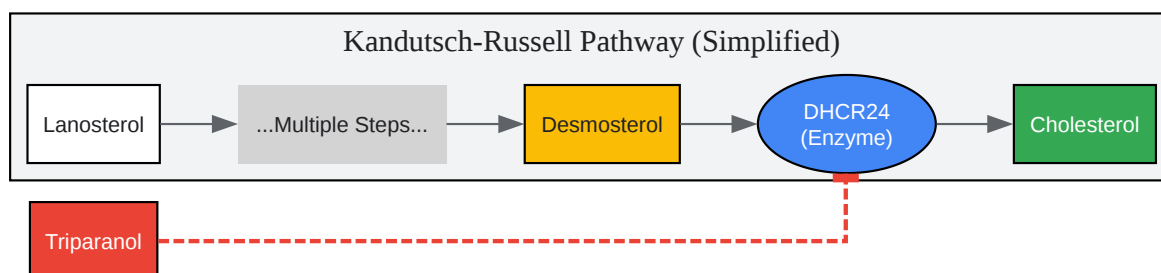 Kandutsch-Russell Pathway (Simplified)
Lanosterol
...Multiple Steps...
Desmosterol
DHCR24
(Enzyme)
Cholesterol
Triparanol